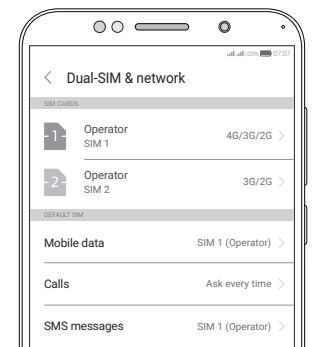 100% 07:07
Dual-SIM & network
SIM CARDS
-1- Operator
SIM 1
4G/3G/2G
-2- Operator
SIM 2
3G/2G
DEFAULT SIM
Mobile data SIM 1 (Operator)
Calls Ask every time
SMS messages SIM 1 (Operator)